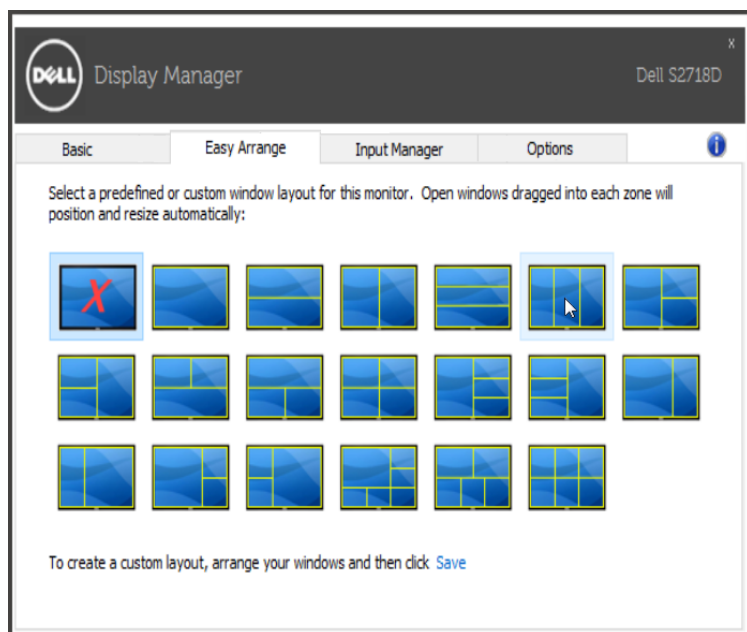 DELL Display Manager
x
Dell S2718D
Basic Easy Arrange Input Manager Options i
Select a predefined or custom window layout for this monitor. Open windows dragged into each zone will
position and resize automatically:
X
To create a custom layout, arrange your windows and then click Save